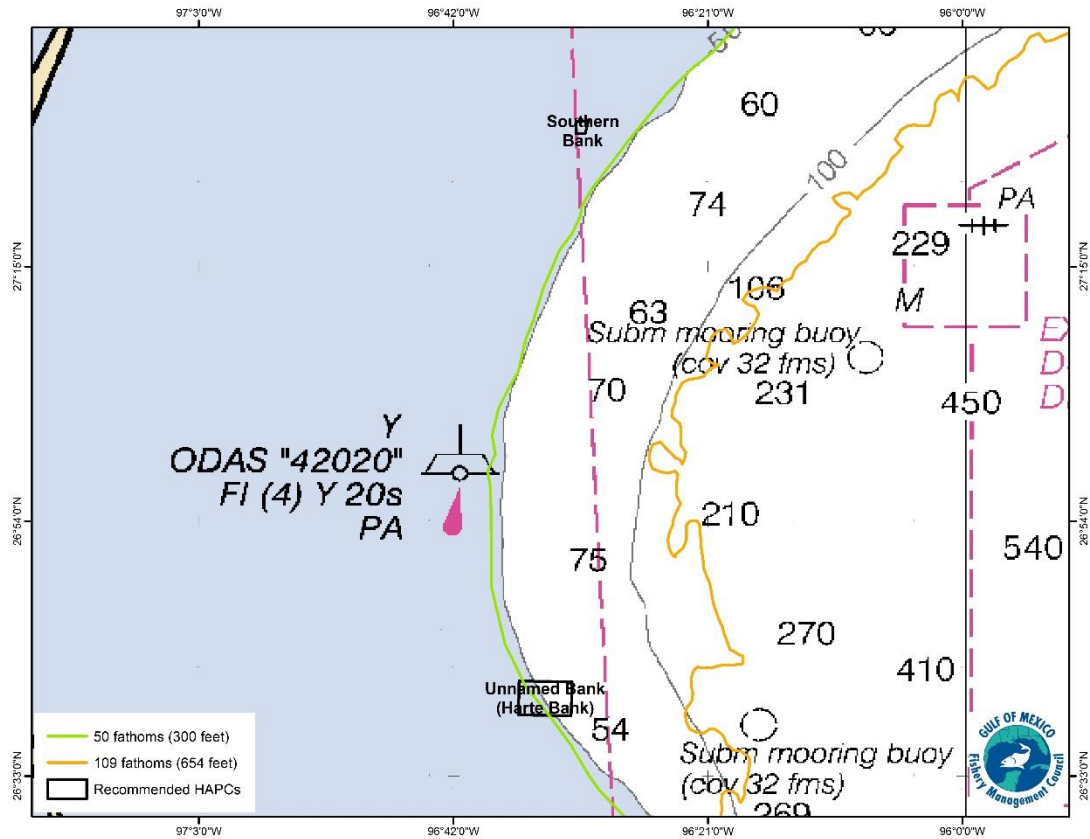 97°3'0"W
96°42'0"W
96°21'0"W
96°0'0"W
50
60
Southern
Bank
100
74
PA
229
27°15'0"N
27°15'0"N
106
M
63
Subm mooring buoy
(cov 32 fms)
EX
D
D
70
231
450
Y
ODAS "42020"
Fl (4) Y 20s
PA
210
26°54'0"N
26°54'0"N
75
540
270
410
Unnamed Bank
(Harte Bank)
54
50 fathoms (300 feet)
109 fathoms (654 feet)
Recommended HAPCs
Subm mooring buoy
(cov 32 fms)
269
GULF OF MEXICO
Fishery Management Council
26°33'0"N
26°33'0"N
97°3'0"W
96°42'0"W
96°21'0"W
96°0'0"W